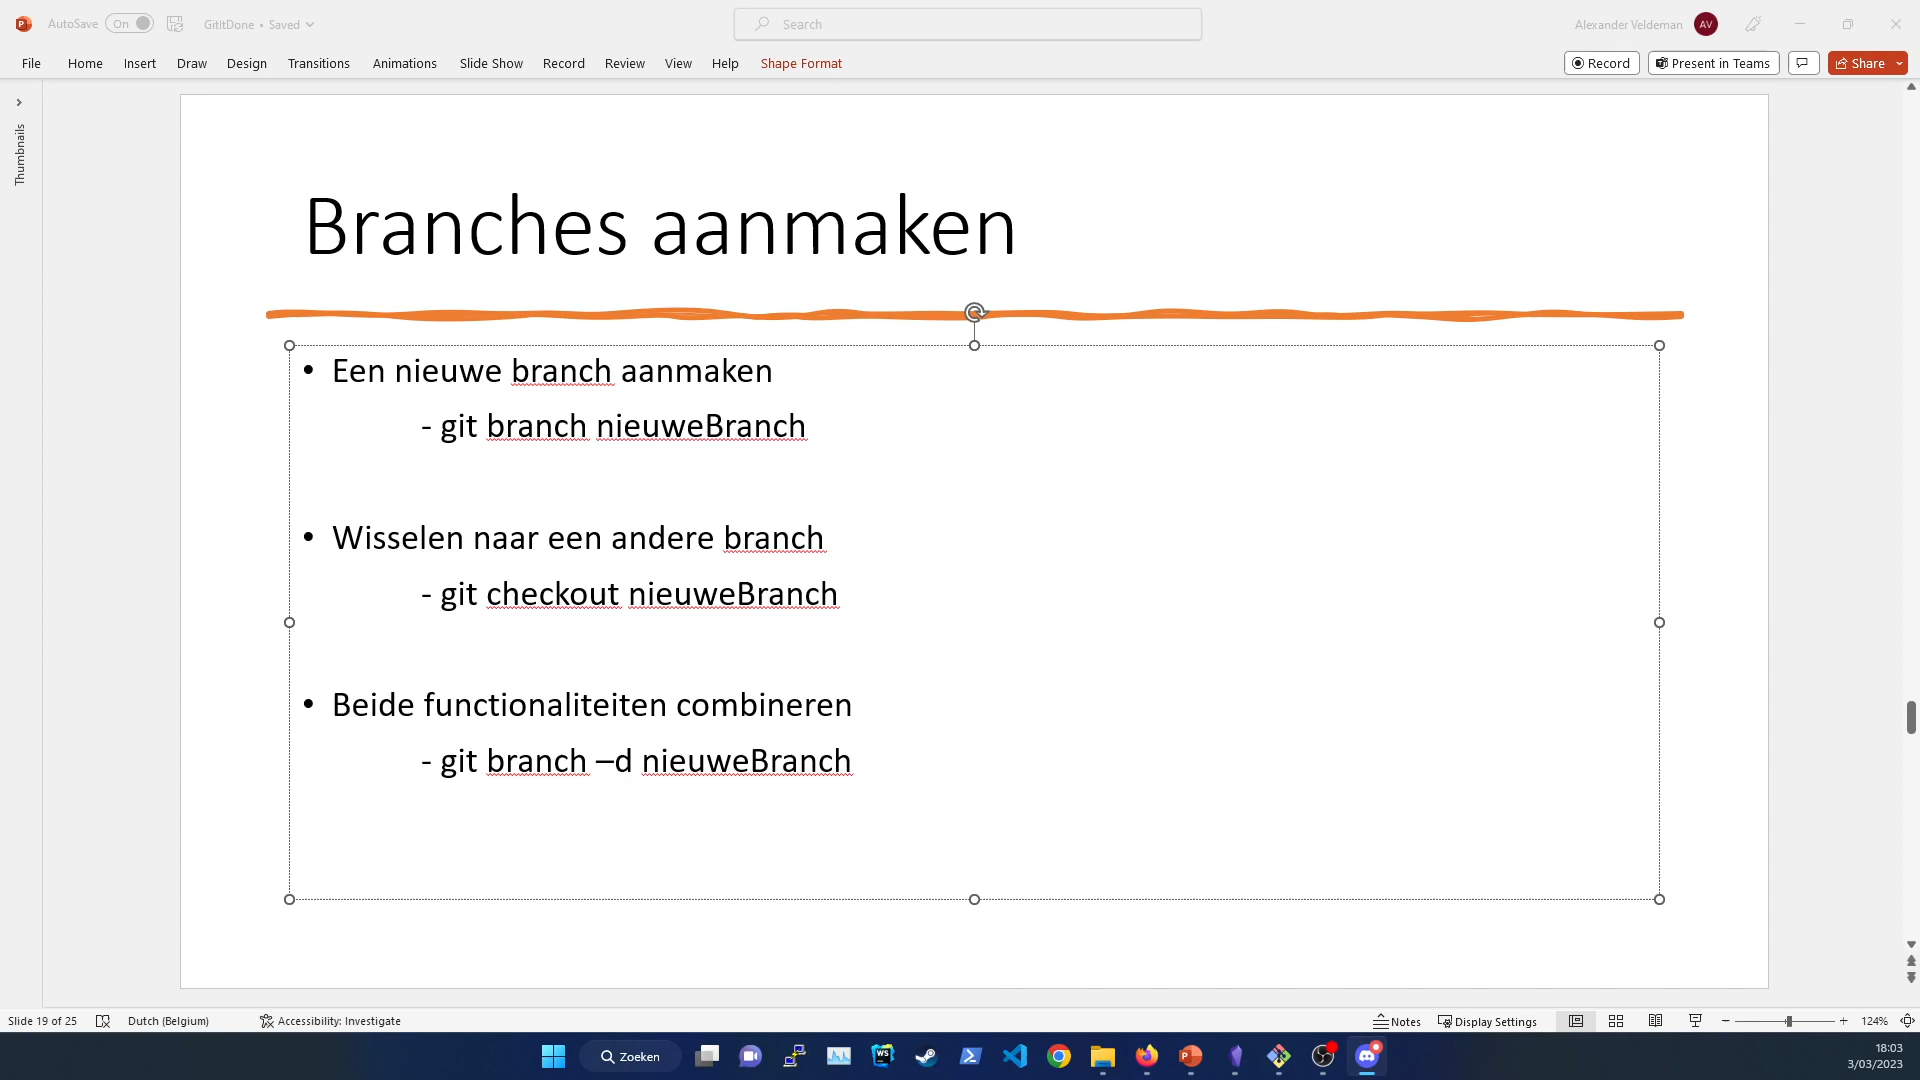 AutoSave On GitItDone • Saved Search Alexander Veldeman AV
File Home Insert Draw Design Transitions Animations Slide Show Record Review View Help Shape Format Record Present in Teams Share
Thumbnails
Branches aanmaken
• Een nieuwe branch aanmaken
- git branch nieuweBranch
• Wisselen naar een andere branch
- git checkout nieuweBranch
• Beide functionaliteiten combineren
- git branch –d nieuweBranch
Slide 19 of 25 Dutch (Belgium) Accessibility: Investigate Notes Display Settings 124%
Zoeken
WS
18:03
3/03/2023